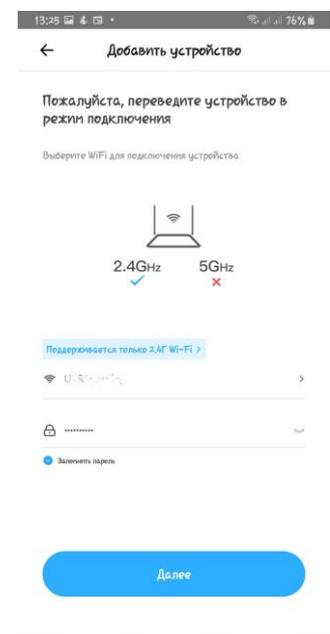 13:25 76%
Добавить устройство
Пожалуйста, переведите устройство в
режим подключения
Выберите WiFi для подключения устройства
2.4GHz 5GHz
Поддерживается только 2,4Г Wi-Fi >
••••••••••
Запомнить пароль
Далее